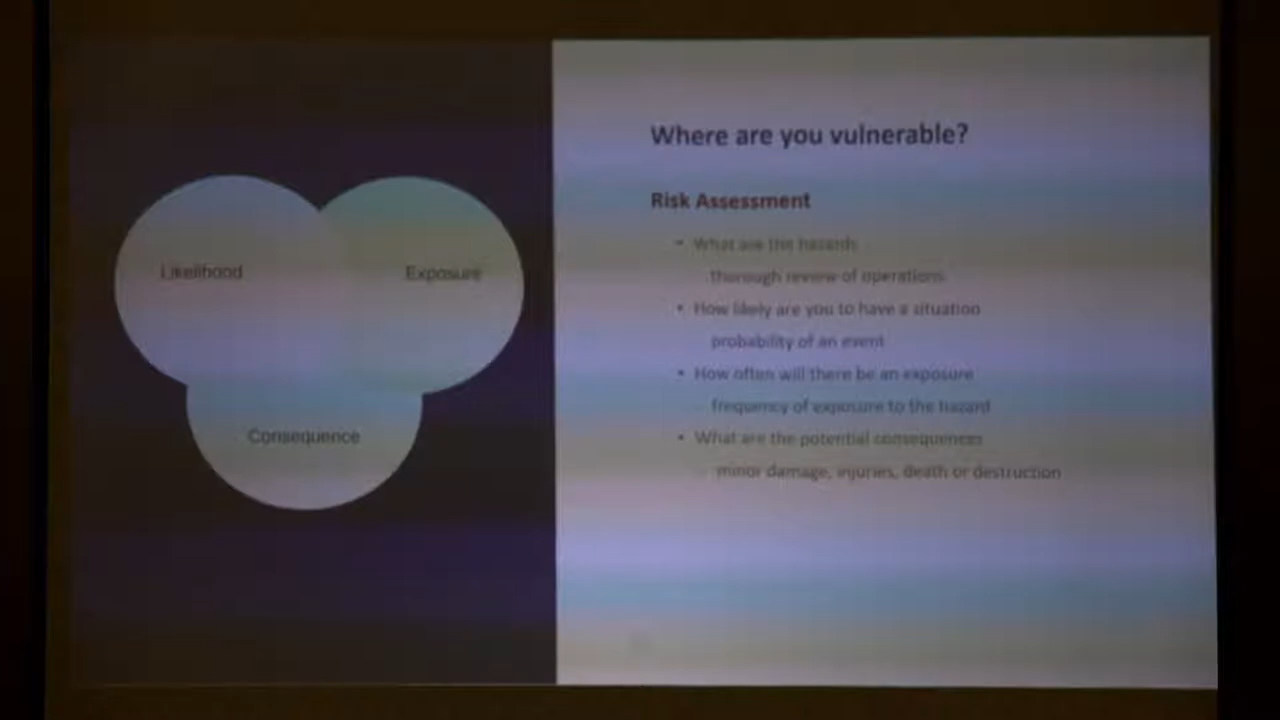 Where are you vulnerable?
Risk Assessment
• What are the hazards
thorough review of operations
• How likely are you to have a situation
probability of an event
• How often will there be an exposure
frequency of exposure to the hazard
• What are the potential consequences
minor damage, injuries, death or destruction
Likelihood
Exposure
Consequence